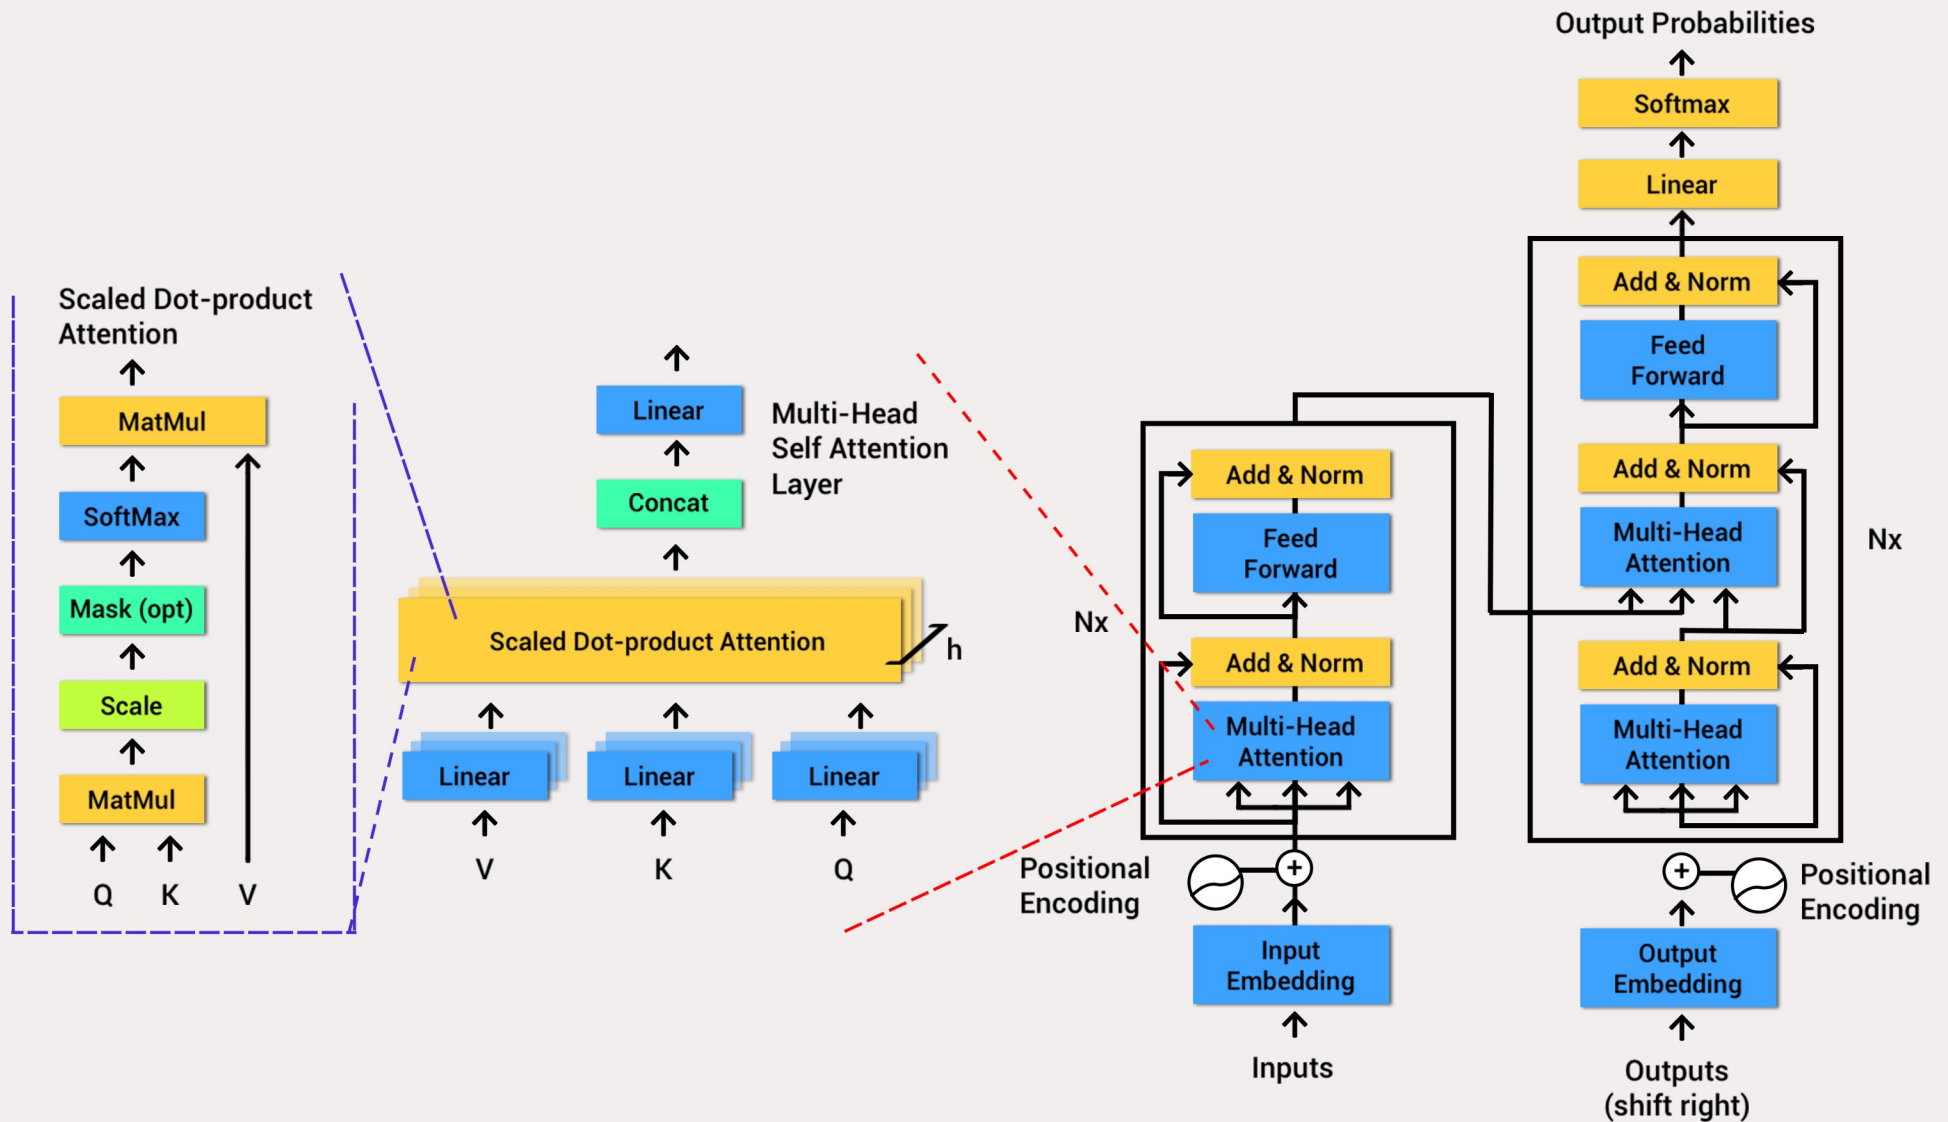 Scaled Dot-product
Attention
MatMul
SoftMax
Mask (opt)
Scale
MatMul
Q K V
Linear
Multi-Head
Self Attention
Layer
Concat
Scaled Dot-product Attention
h
Linear Linear Linear
V K Q
Nx
Add & Norm
Feed
Forward
Add & Norm
Multi-Head
Attention
Positional
Encoding
+
Input
Embedding
Inputs
Output Probabilities
Softmax
Linear
Add & Norm
Feed
Forward
Add & Norm
Multi-Head
Attention
Nx
Add & Norm
Multi-Head
Attention
+
Positional
Encoding
Output
Embedding
Outputs
(shift right)